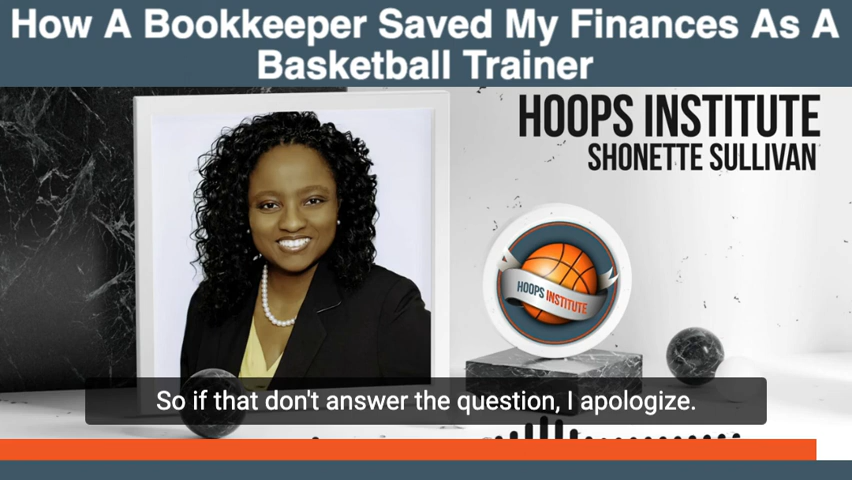 How A Bookkeeper Saved My Finances As A
Basketball Trainer
HOOPS INSTITUTE
SHONETTE SULLIVAN
HOOPS INSTITUTE
So if that don't answer the question, I apologize.